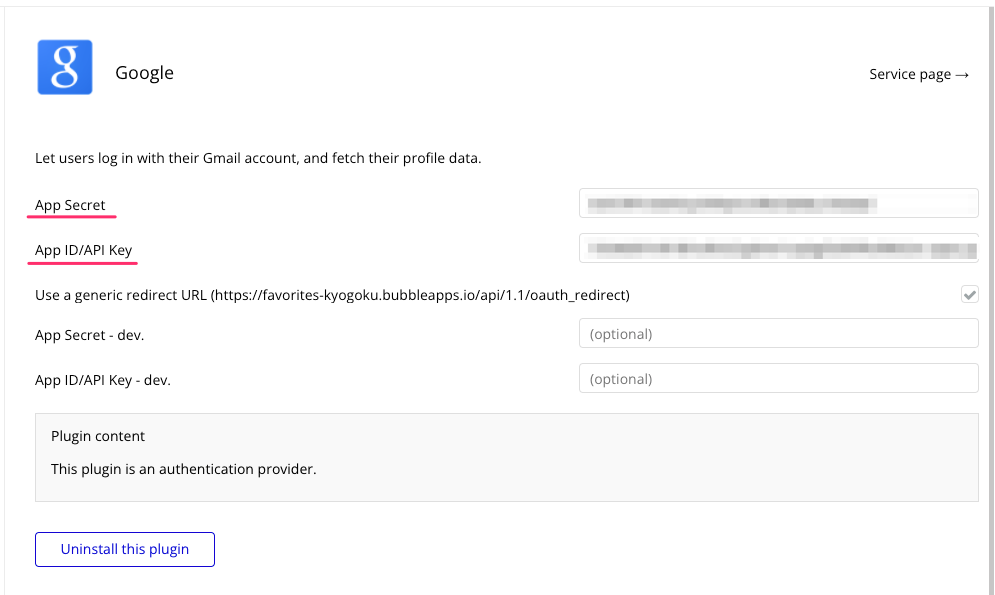 g
Google
Service page →
Let users log in with their Gmail account, and fetch their profile data.
App Secret
App ID/API Key
Use a generic redirect URL (https://favorites-kyogoku.bubbleapps.io/api/1.1/oauth_redirect)
App Secret - dev.
(optional)
App ID/API Key - dev.
(optional)
Plugin content
This plugin is an authentication provider.
Uninstall this plugin